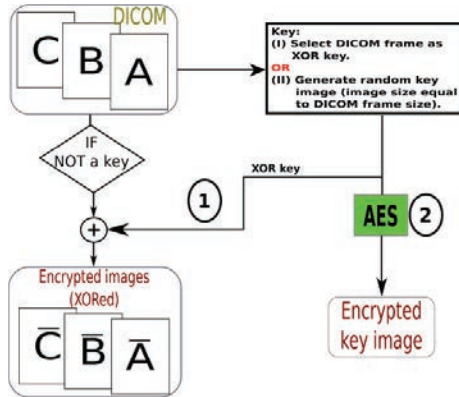 DICOM
C B A
Key:
(I) Select DICOM frame as
XOR key.
OR
(II) Generate random key
image (image size equal
to DICOM frame size).
IF
NOT a key
XOR key
1
+
AES
2
Encrypted images
(XORed)
C̅ B̅ A̅
Encrypted
key image